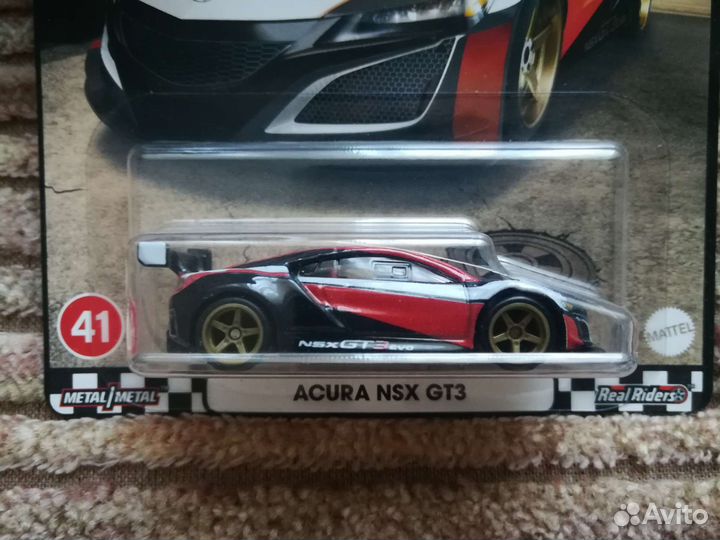 41
NSX GT3 EVO
MATTEL
METAL/METAL
ACURA NSX GT3
Real Riders
Avito